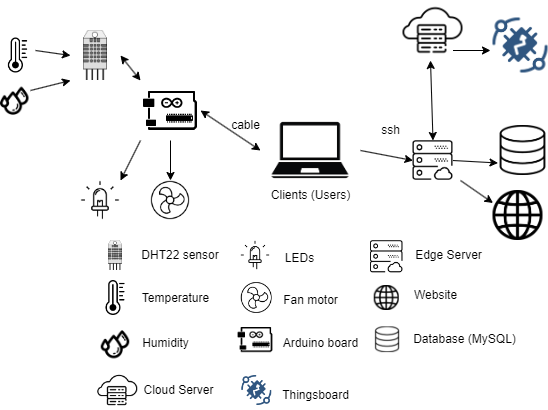 cable
ssh
Clients (Users)
DHT22 sensor
LEDs
Edge Server
Temperature
Fan motor
Website
Humidity
Arduino board
Database (MySQL)
Cloud Server
Thingsboard